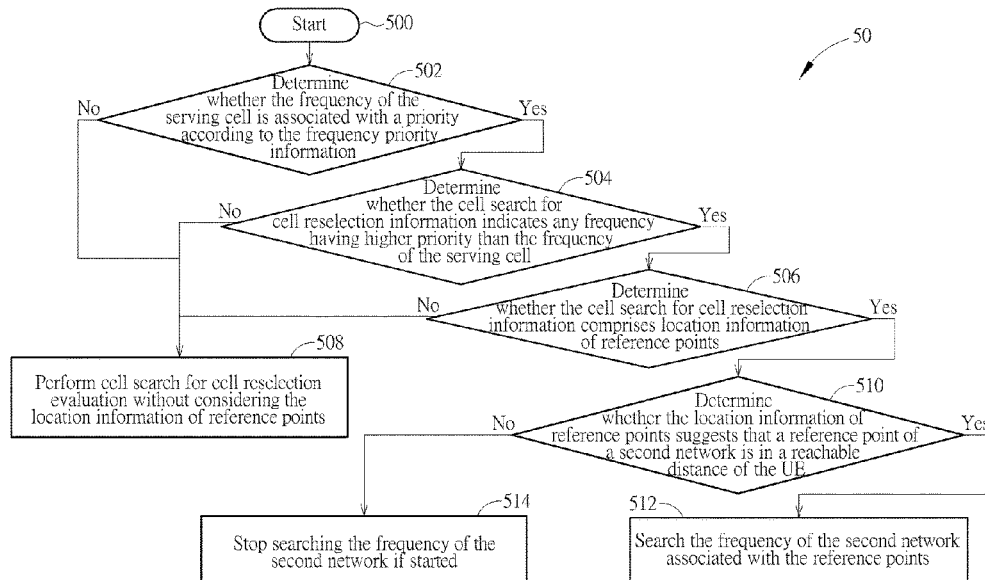 Start
500
50
502
Determine
whether the frequency of the
serving cell is associated with a priority
according to the frequency priority
information
No
Yes
504
Determine
whether the cell search for
cell reselection information indicates any frequency
having higher priority than the frequency
of the serving cell
No
Yes
506
Determine
whether the cell search for cell reselection
information comprises location information
of reference points
No
Yes
508
Perform cell search for cell reselection
evaluation without considering the
location information of reference points
510
Determine
whether the location information of
reference points suggests that a reference point of
a second network is in a reachable
distance of the UE
No
Yes
514
Stop searching the frequency of the
second network if started
512
Search the frequency of the second network
associated with the reference points